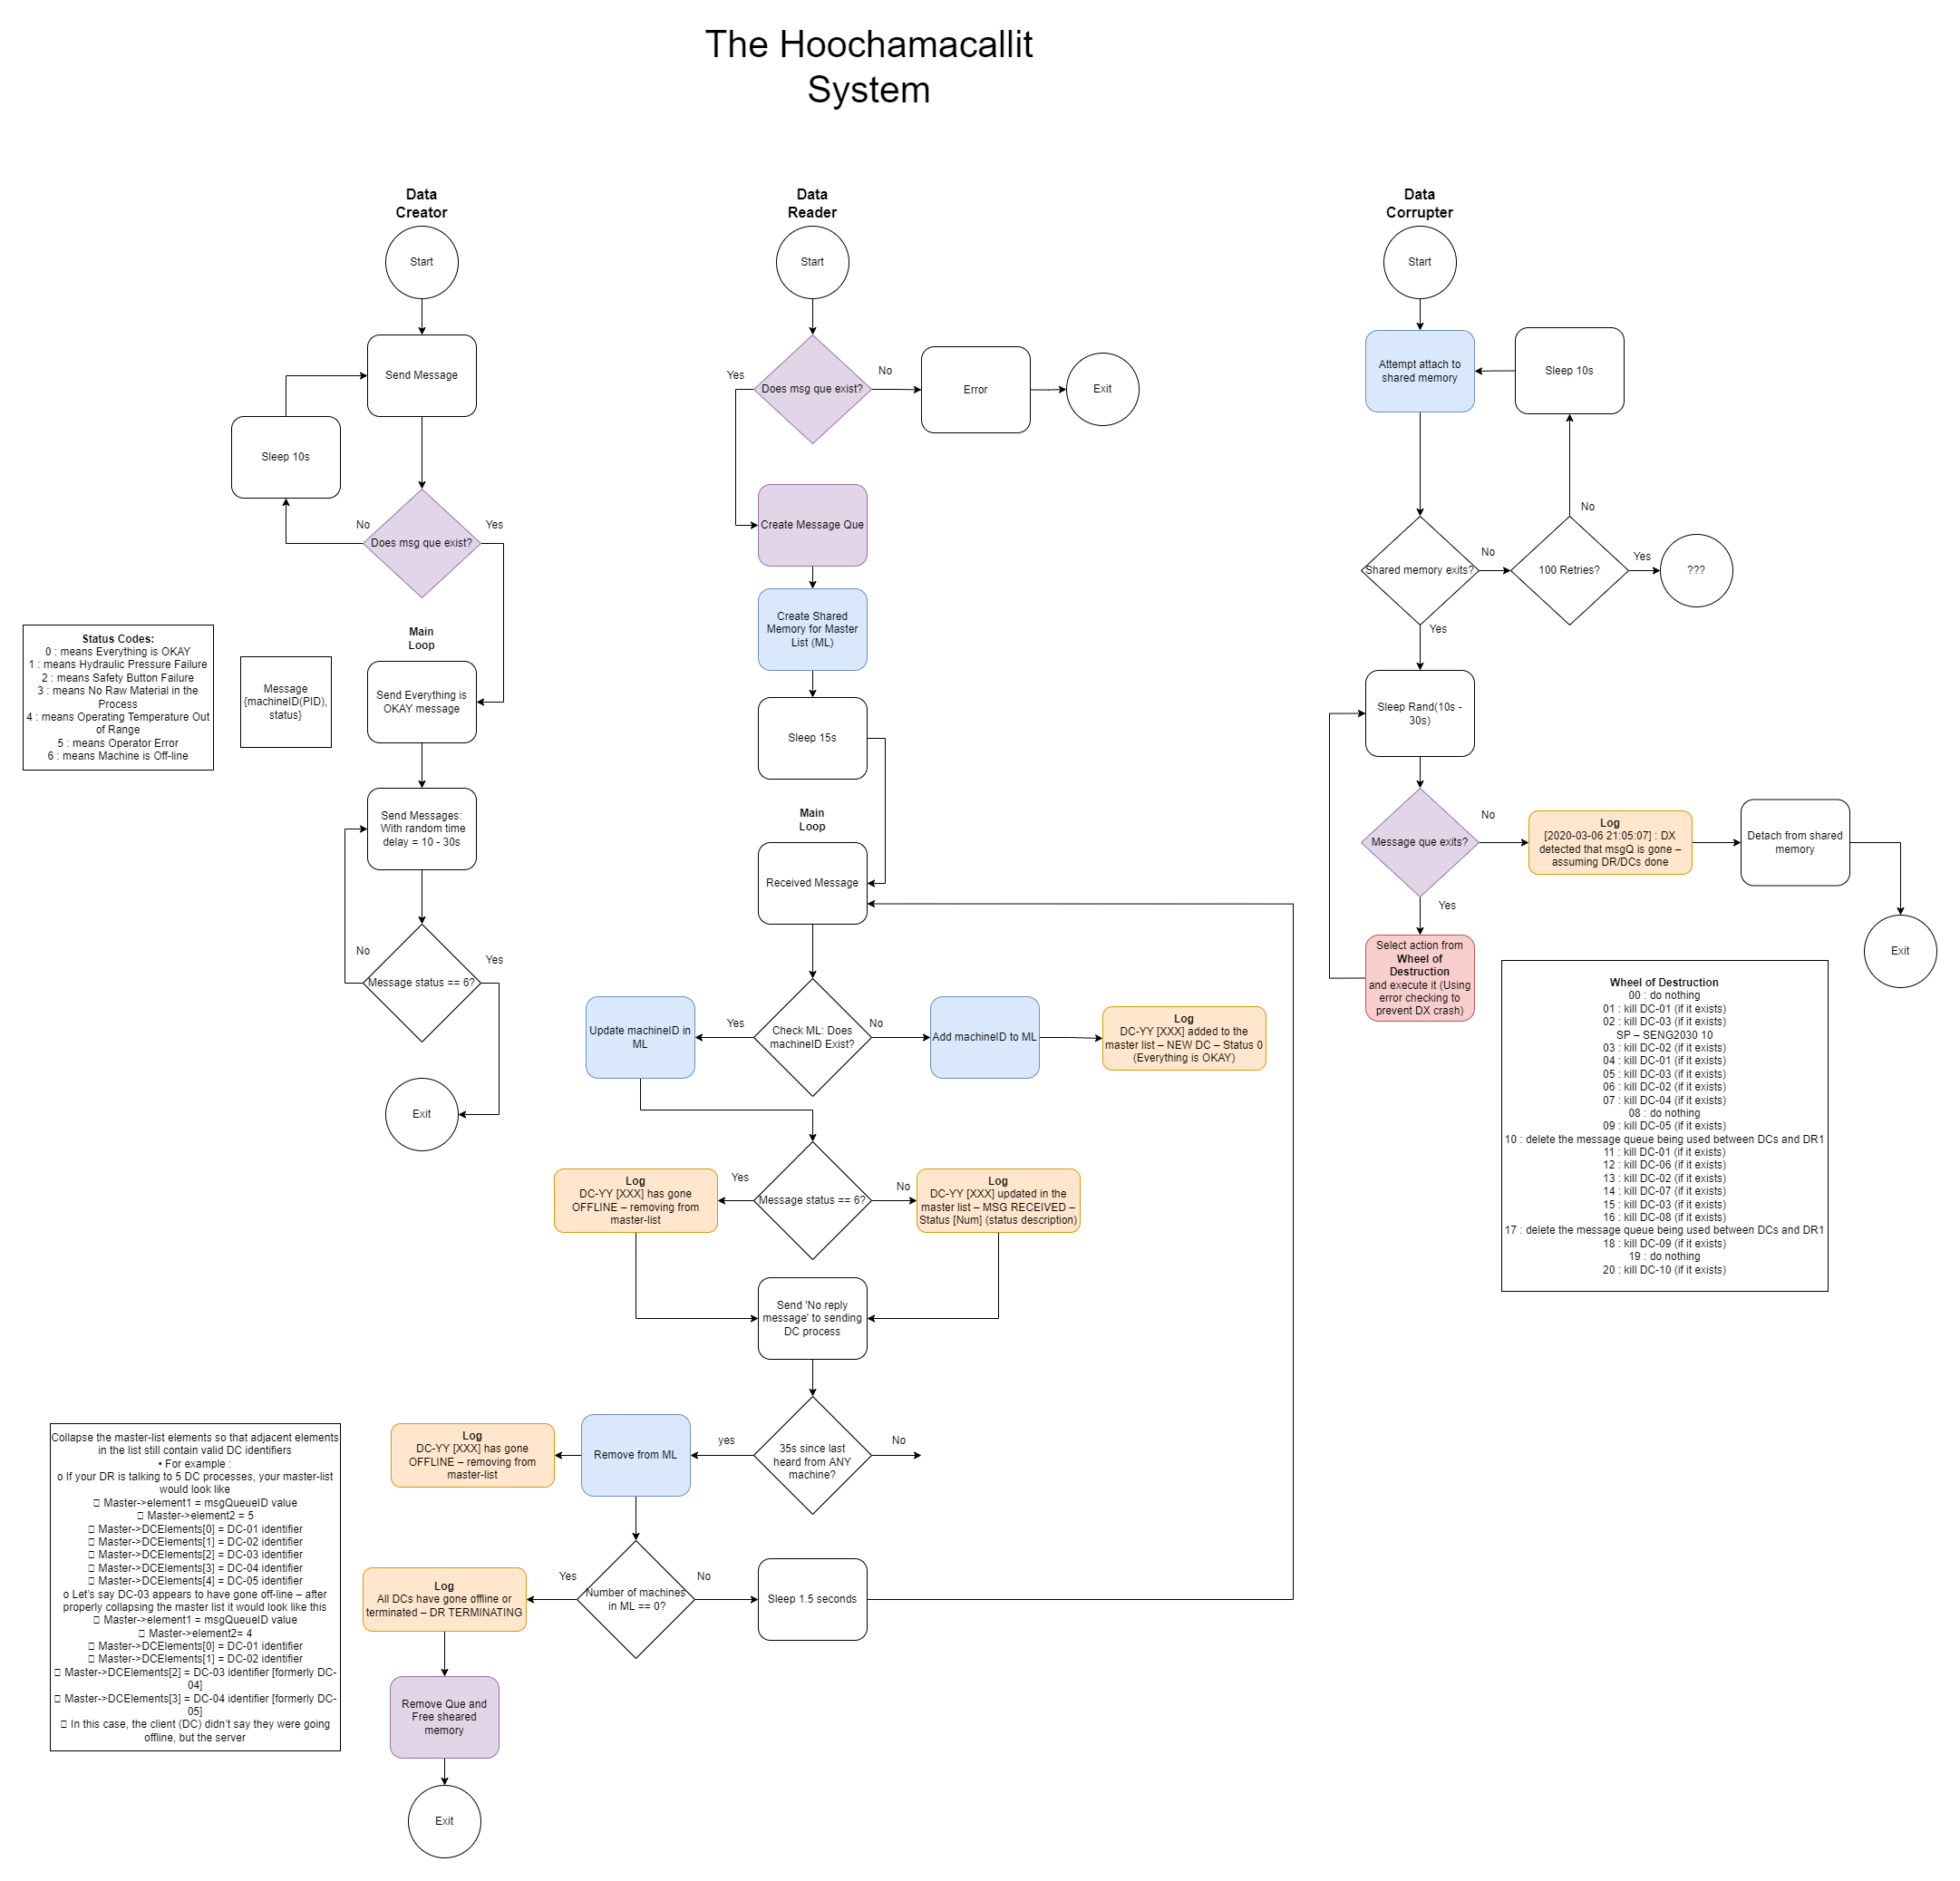 The Hoochamacallit
System
Data
Creator
Start
Send Message
Sleep 10s
No
Yes
Does msg que exist?
Status Codes:
0 : means Everything is OKAY
1 : means Hydraulic Pressure Failure
2 : means Safety Button Failure
3 : means No Raw Material in the
Process
4 : means Operating Temperature Out
of Range
5 : means Operator Error
6 : means Machine is Off-line
Message
{machineID(PID),
status}
Main
Loop
Send Everything is
OKAY message
Send Messages:
With random time
delay = 10 - 30s
No
Yes
Message status == 6?
Exit
Data
Reader
Start
Yes
No
Does msg que exist?
Error
Exit
Create Message Que
Create Shared
Memory for Master
List (ML)
Sleep 15s
Main
Loop
Received Message
Yes
No
Check ML: Does
machineID Exist?
Update machineID in
ML
Add machineID to ML
Log
DC-YY [XXX] added to the
master list – NEW DC – Status 0
(Everything is OKAY)
Yes
No
Message status == 6?
Log
DC-YY [XXX] has gone
OFFLINE – removing from
master-list
Log
DC-YY [XXX] updated in the
master list – MSG RECEIVED –
Status [Num] (status description)
Send 'No reply
message' to sending
DC process
yes
No
35s since last
heard from ANY
machine?
Remove from ML
Log
DC-YY [XXX] has gone
OFFLINE – removing from
master-list
Yes
No
Number of machines
in ML == 0?
Sleep 1.5 seconds
Log
All DCs have gone offline or
terminated – DR TERMINATING
Remove Que and
Free sheared
memory
Exit
Collapse the master-list elements so that adjacent elements
in the list still contain valid DC identifiers
• For example :
o If your DR is talking to 5 DC processes, your master-list
would look like
 Master->element1 = msgQueueID value
 Master->element2 = 5
 Master->DCElements[0] = DC-01 identifier
 Master->DCElements[1] = DC-02 identifier
 Master->DCElements[2] = DC-03 identifier
 Master->DCElements[3] = DC-04 identifier
 Master->DCElements[4] = DC-05 identifier
o Let's say DC-03 appears to have gone off-line – after
properly collapsing the master list it would look like this
 Master->element1 = msgQueueID value
 Master->element2= 4
 Master->DCElements[0] = DC-01 identifier
 Master->DCElements[1] = DC-02 identifier
 Master->DCElements[2] = DC-03 identifier [formerly DC-
04]
 Master->DCElements[3] = DC-04 identifier [formerly DC-
05]
 In this case, the client (DC) didn't say they were going
offline, but the server
Data
Corrupter
Start
Attempt attach to
shared memory
Sleep 10s
No
Shared memory exits?
No
100 Retries?
Yes
???
Yes
Sleep Rand(10s -
30s)
Message que exits?
No
Log
[2020-03-06 21:05:07] : DX
detected that msgQ is gone –
assuming DR/DCs done
Detach from shared
memory
Exit
Yes
Select action from
Wheel of
Destruction
and execute it (Using
error checking to
prevent DX crash)
Wheel of Destruction
00 : do nothing
01 : kill DC-01 (if it exists)
02 : kill DC-03 (if it exists)
SP – SENG2030 10
03 : kill DC-02 (if it exists)
04 : kill DC-01 (if it exists)
05 : kill DC-03 (if it exists)
06 : kill DC-02 (if it exists)
07 : kill DC-04 (if it exists)
08 : do nothing
09 : kill DC-05 (if it exists)
10 : delete the message queue being used between DCs and DR1
11 : kill DC-01 (if it exists)
12 : kill DC-06 (if it exists)
13 : kill DC-02 (if it exists)
14 : kill DC-07 (if it exists)
15 : kill DC-03 (if it exists)
16 : kill DC-08 (if it exists)
17 : delete the message queue being used between DCs and DR1
18 : kill DC-09 (if it exists)
19 : do nothing
20 : kill DC-10 (if it exists)